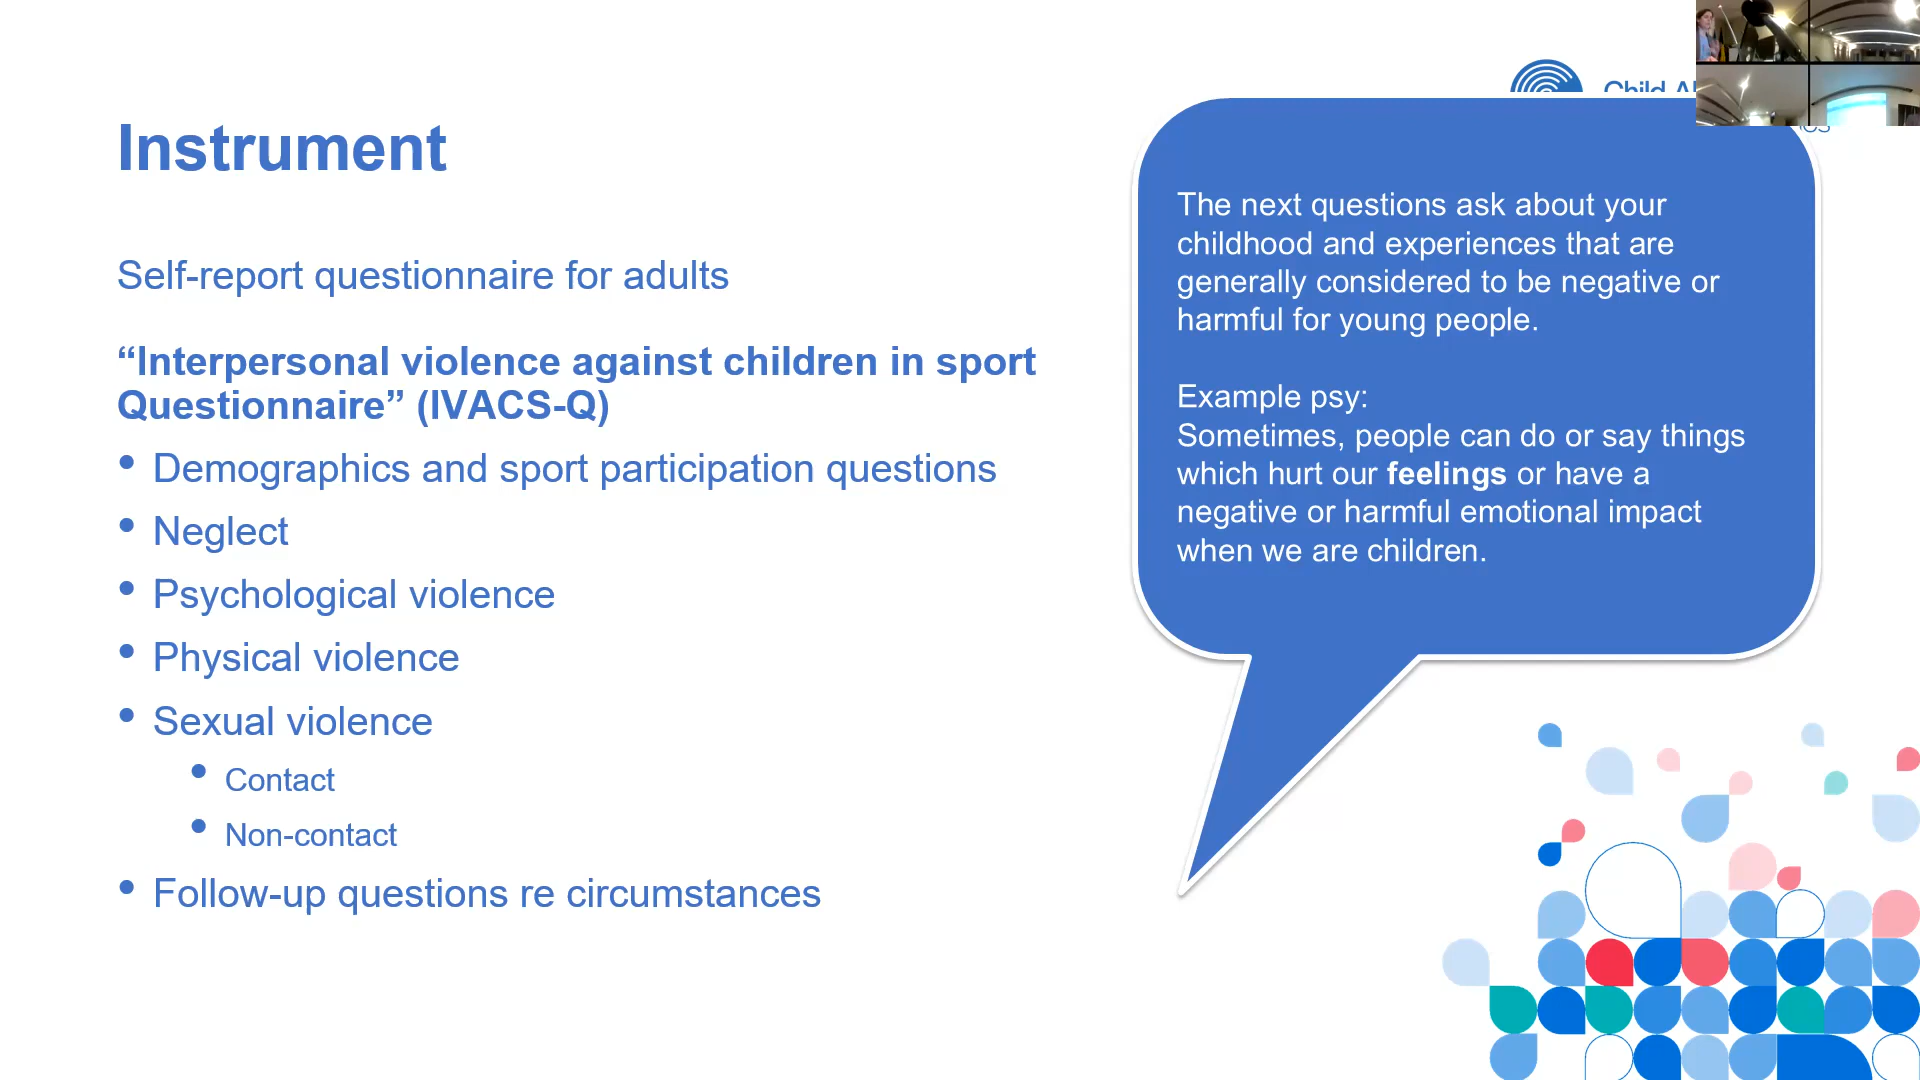 Child
Instrument
Self-report questionnaire for adults
“Interpersonal violence against children in sport
Questionnaire” (IVACS-Q)
• Demographics and sport participation questions
• Neglect
• Psychological violence
• Physical violence
• Sexual violence
• Contact
• Non-contact
• Follow-up questions re circumstances
The next questions ask about your
childhood and experiences that are
generally considered to be negative or
harmful for young people.
Example psy:
Sometimes, people can do or say things
which hurt our feelings or have a
negative or harmful emotional impact
when we are children.